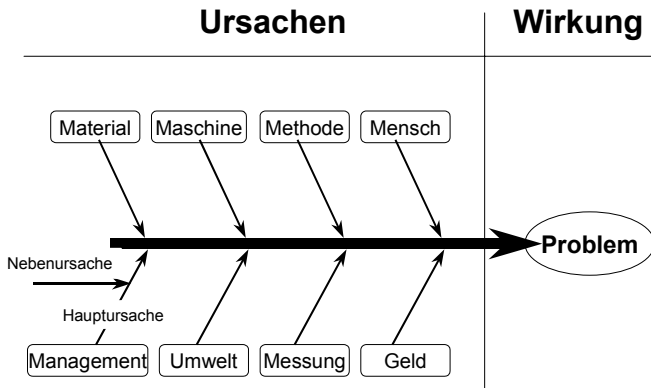 Ursachen
Wirkung
Material
Maschine
Methode
Mensch
Problem
Nebenursache
Hauptursache
Management
Umwelt
Messung
Geld